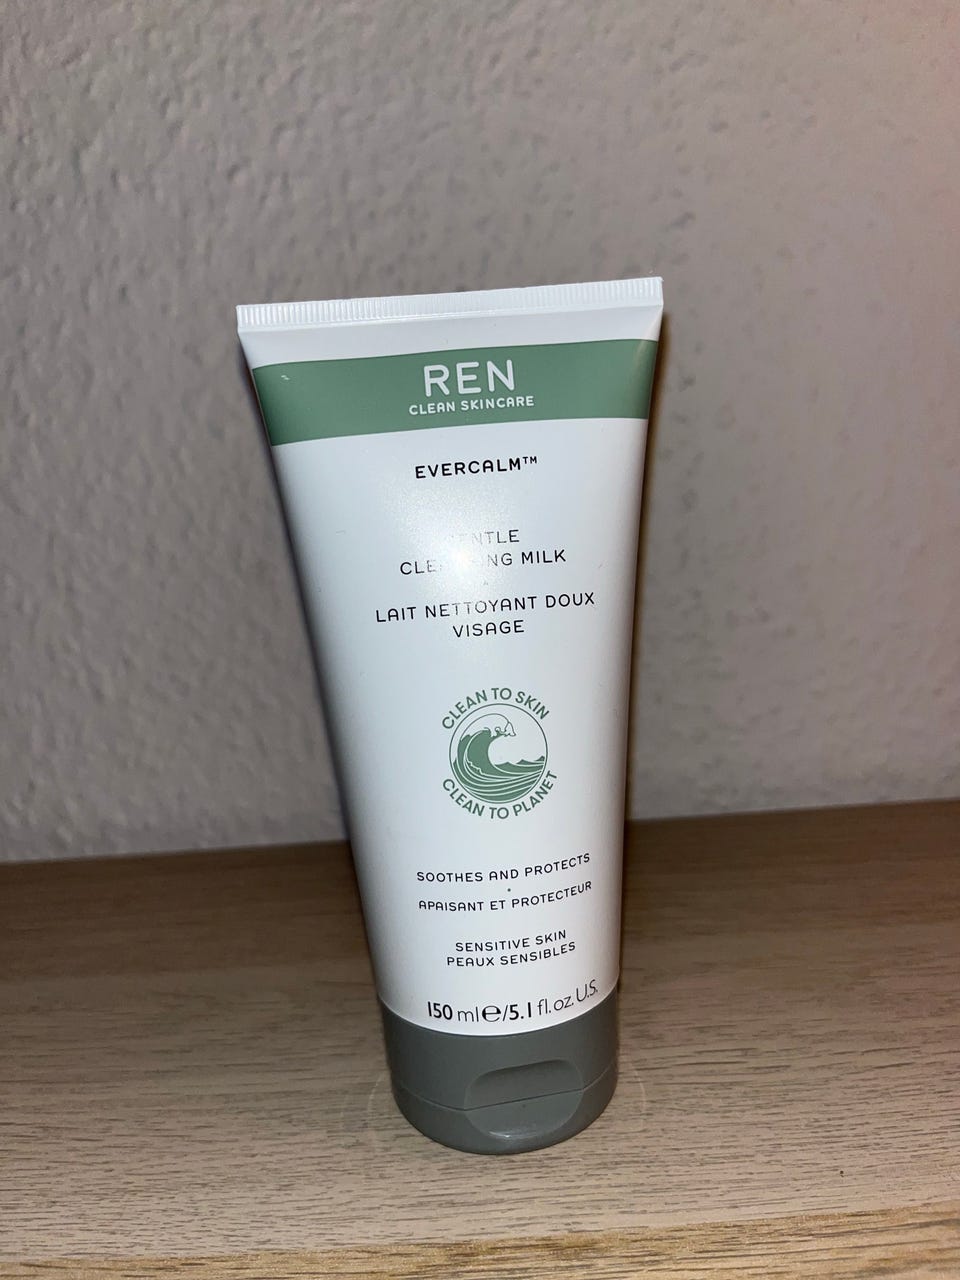 REN
CLEAN SKINCARE
EVERCALM™
MILK
LAIT NETTOYANT DOUX
VISAGE
CLEAN TO SKIN
CLEAN TO PLANET
SOOTHES AND PROTECTS
•
APAISANT ET PROTECTEUR
SENSITIVE SKIN
PEAUX SENSIBLES
150 ml℮/5.1 fl.oz. U.S.